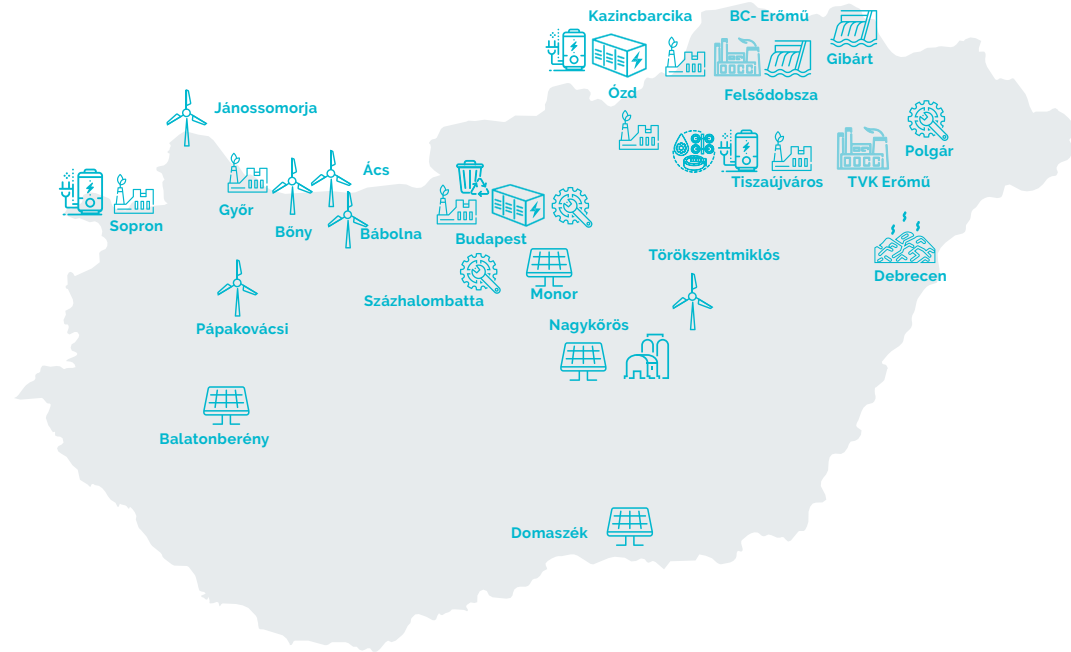 Kazincbarcika
BC- Erőmű
Gibárt
Ózd
Felsődobsza
Jánossomorja
Polgár
Ács
Tiszaújváros
TVK Erőmű
Győr
Sopron
Bőny
Bábolna
Budapest
Törökszentmiklós
Debrecen
Százhalombatta
Monor
Pápakovácsi
Nagykőrös
Balatonberény
Domaszék